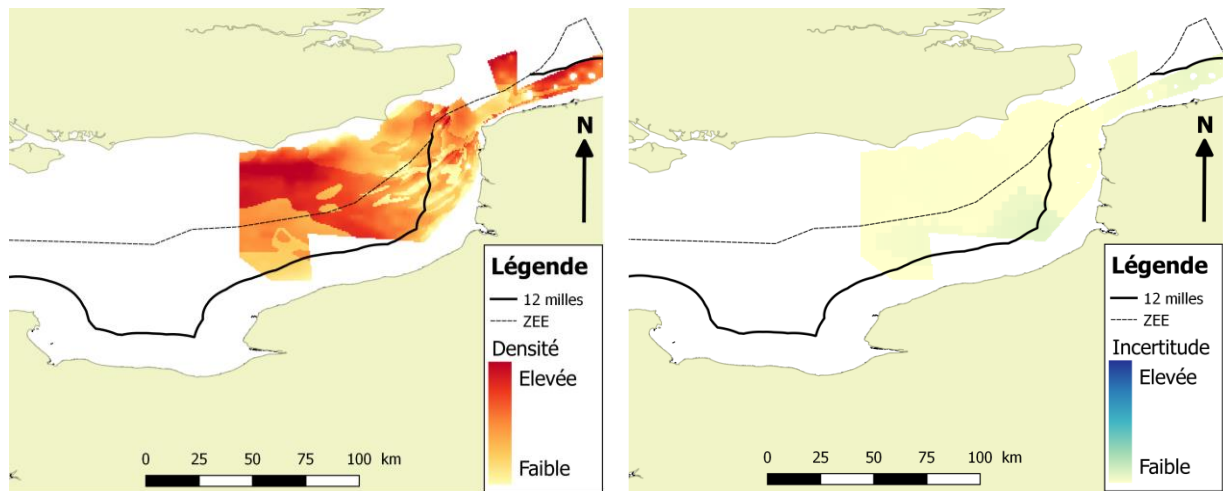 N
Légende
12 milles
ZEE
Densité
Elevée
Faible
0 25 50 75 100 km
N
Légende
12 milles
ZEE
Incertitude
Elevée
Faible
0 25 50 75 100 km